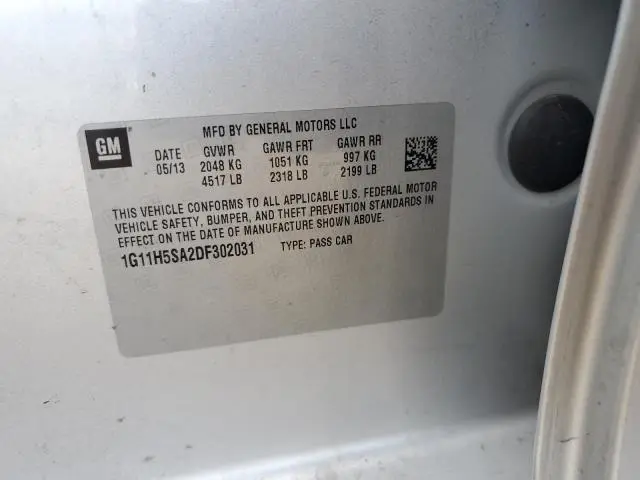 GM
MFD BY GENERAL MOTORS LLC
DATE GVWR GAWR FRT GAWR RR
05/13 2048 KG 1051 KG 997 KG
4517 LB 2318 LB 2199 LB
THIS VEHICLE CONFORMS TO ALL APPLICABLE U.S. FEDERAL MOTOR
VEHICLE SAFETY, BUMPER, AND THEFT PREVENTION STANDARDS IN
EFFECT ON THE DATE OF MANUFACTURE SHOWN ABOVE.
1G11H5SA2DF302031 TYPE: PASS CAR